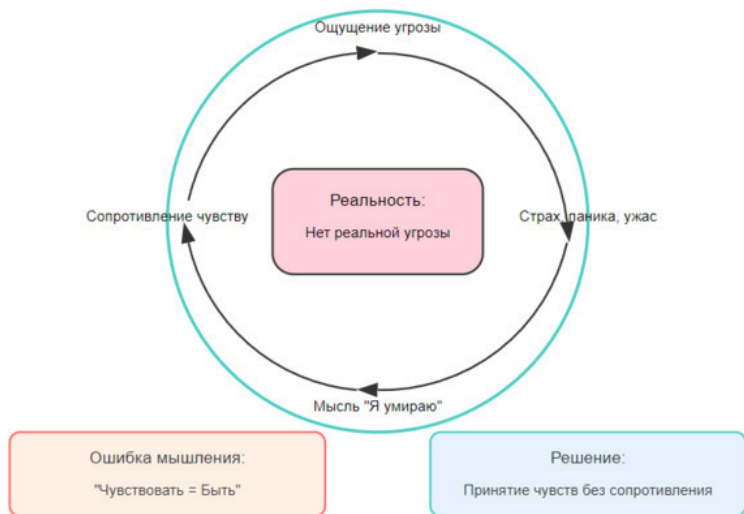 Ощущение угрозы
Реальность:
Нет реальной угрозы
Сопротивление чувству
Страх, паника, ужас
Мысль "Я умираю"
Ошибка мышления:
"Чувствовать = Быть"
Решение:
Принятие чувств без сопротивления